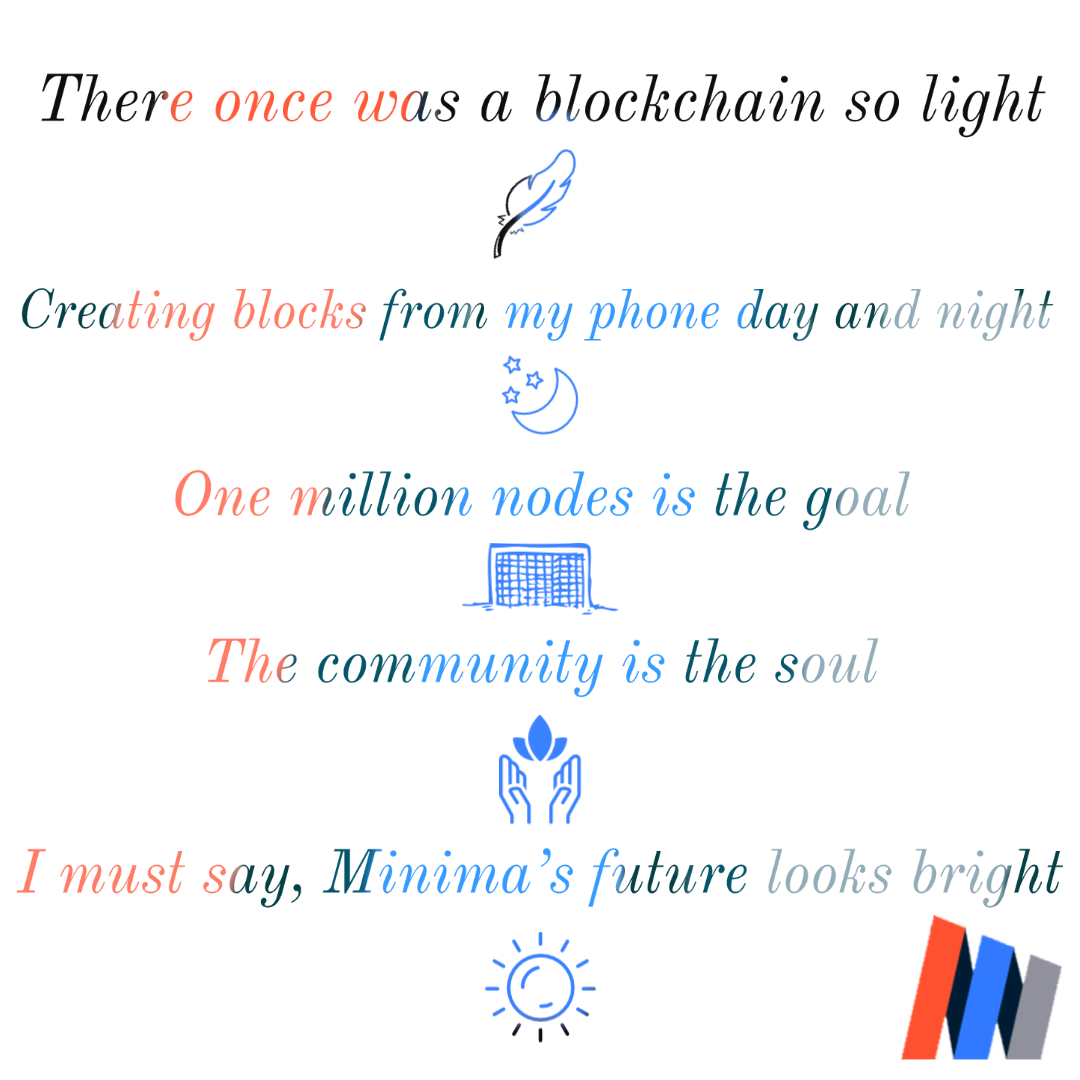 There once was a blockchain so light
Creating blocks from my phone day and night
One million nodes is the goal
The community is the soul
I must say, Minima’s future looks bright